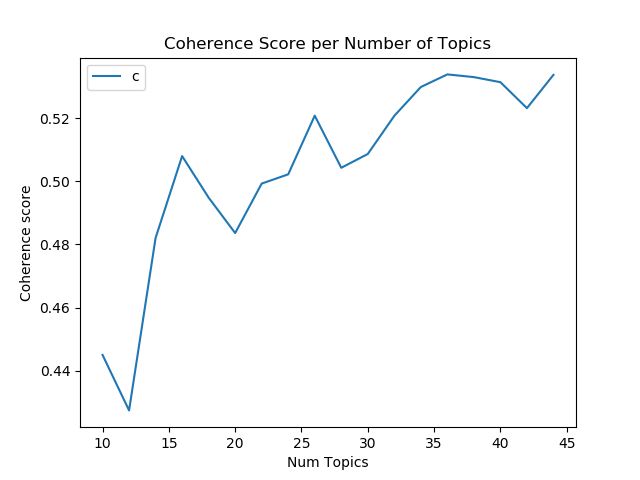 Coherence Score per Number of Topics
c
0.52
0.50
0.48
0.46
0.44
Coherence score
10 15 20 25 30 35 40 45
Num Topics